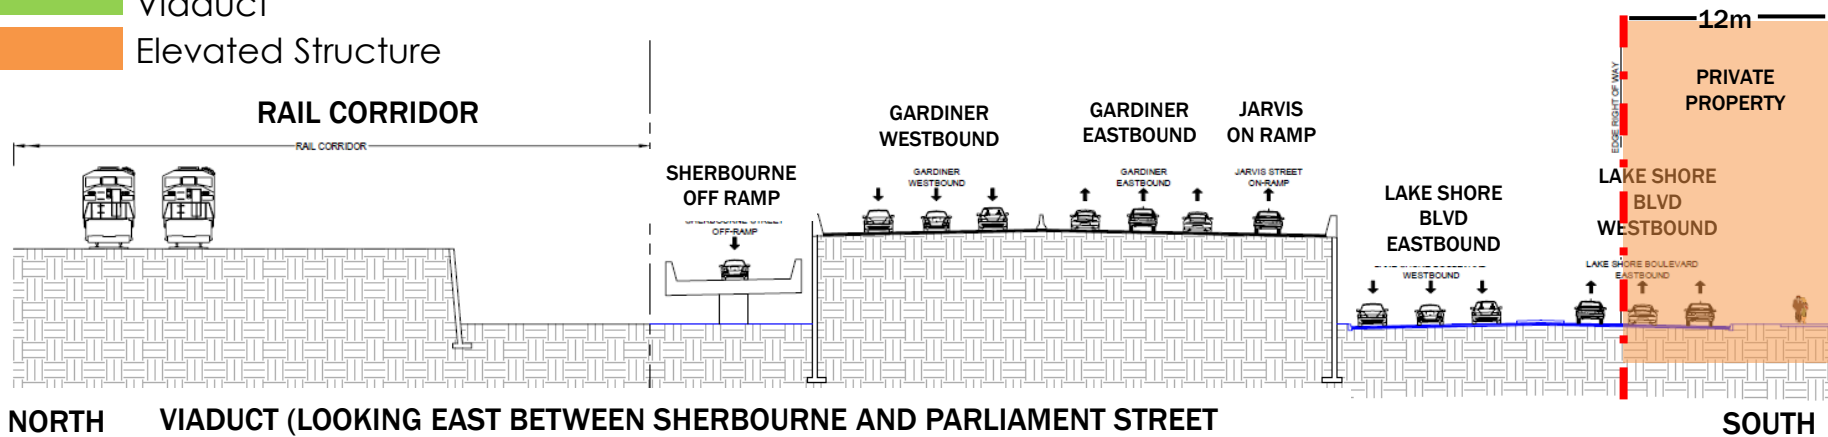 Viaduct
Elevated Structure
12m
PRIVATE
PROPERTY
EDGE RIGHT OF WAY
RAIL CORRIDOR
RAIL CORRIDOR
SHERBOURNE
OFF RAMP
SHERBOURNE STREET
OFF-RAMP
GARDINER
WESTBOUND
GARDINER
WESTBOUND
GARDINER
EASTBOUND
GARDINER
EASTBOUND
JARVIS
ON RAMP
JARVIS STREET
ON-RAMP
LAKE SHORE
BLVD
EASTBOUND
WESTBOUND
LAKE SHORE
BLVD
WESTBOUND
LAKE SHORE BOULEVARD
EASTBOUND
NORTH
VIADUCT (LOOKING EAST BETWEEN SHERBOURNE AND PARLIAMENT STREET
SOUTH